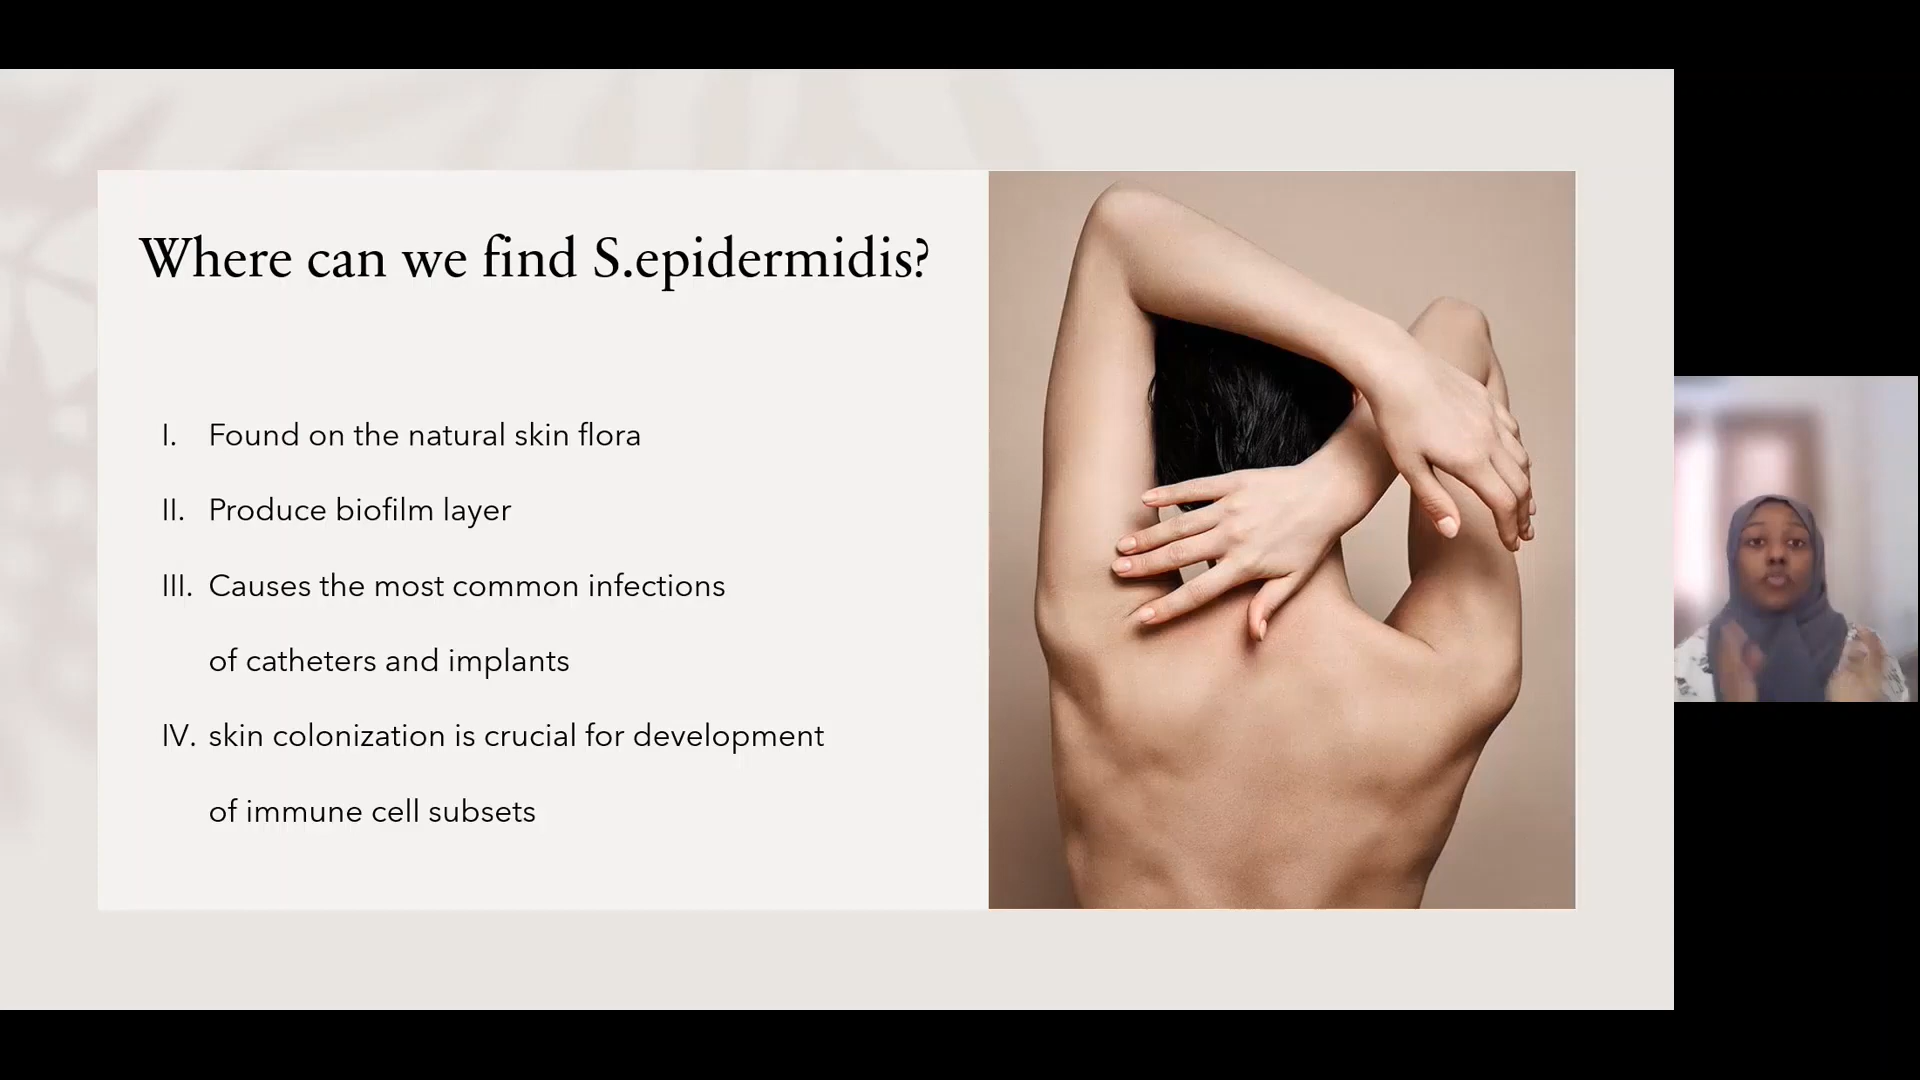 Where can we find S.epidermidis?
I. Found on the natural skin flora
II. Produce biofilm layer
III. Causes the most common infections
of catheters and implants
IV. skin colonization is crucial for development
of immune cell subsets